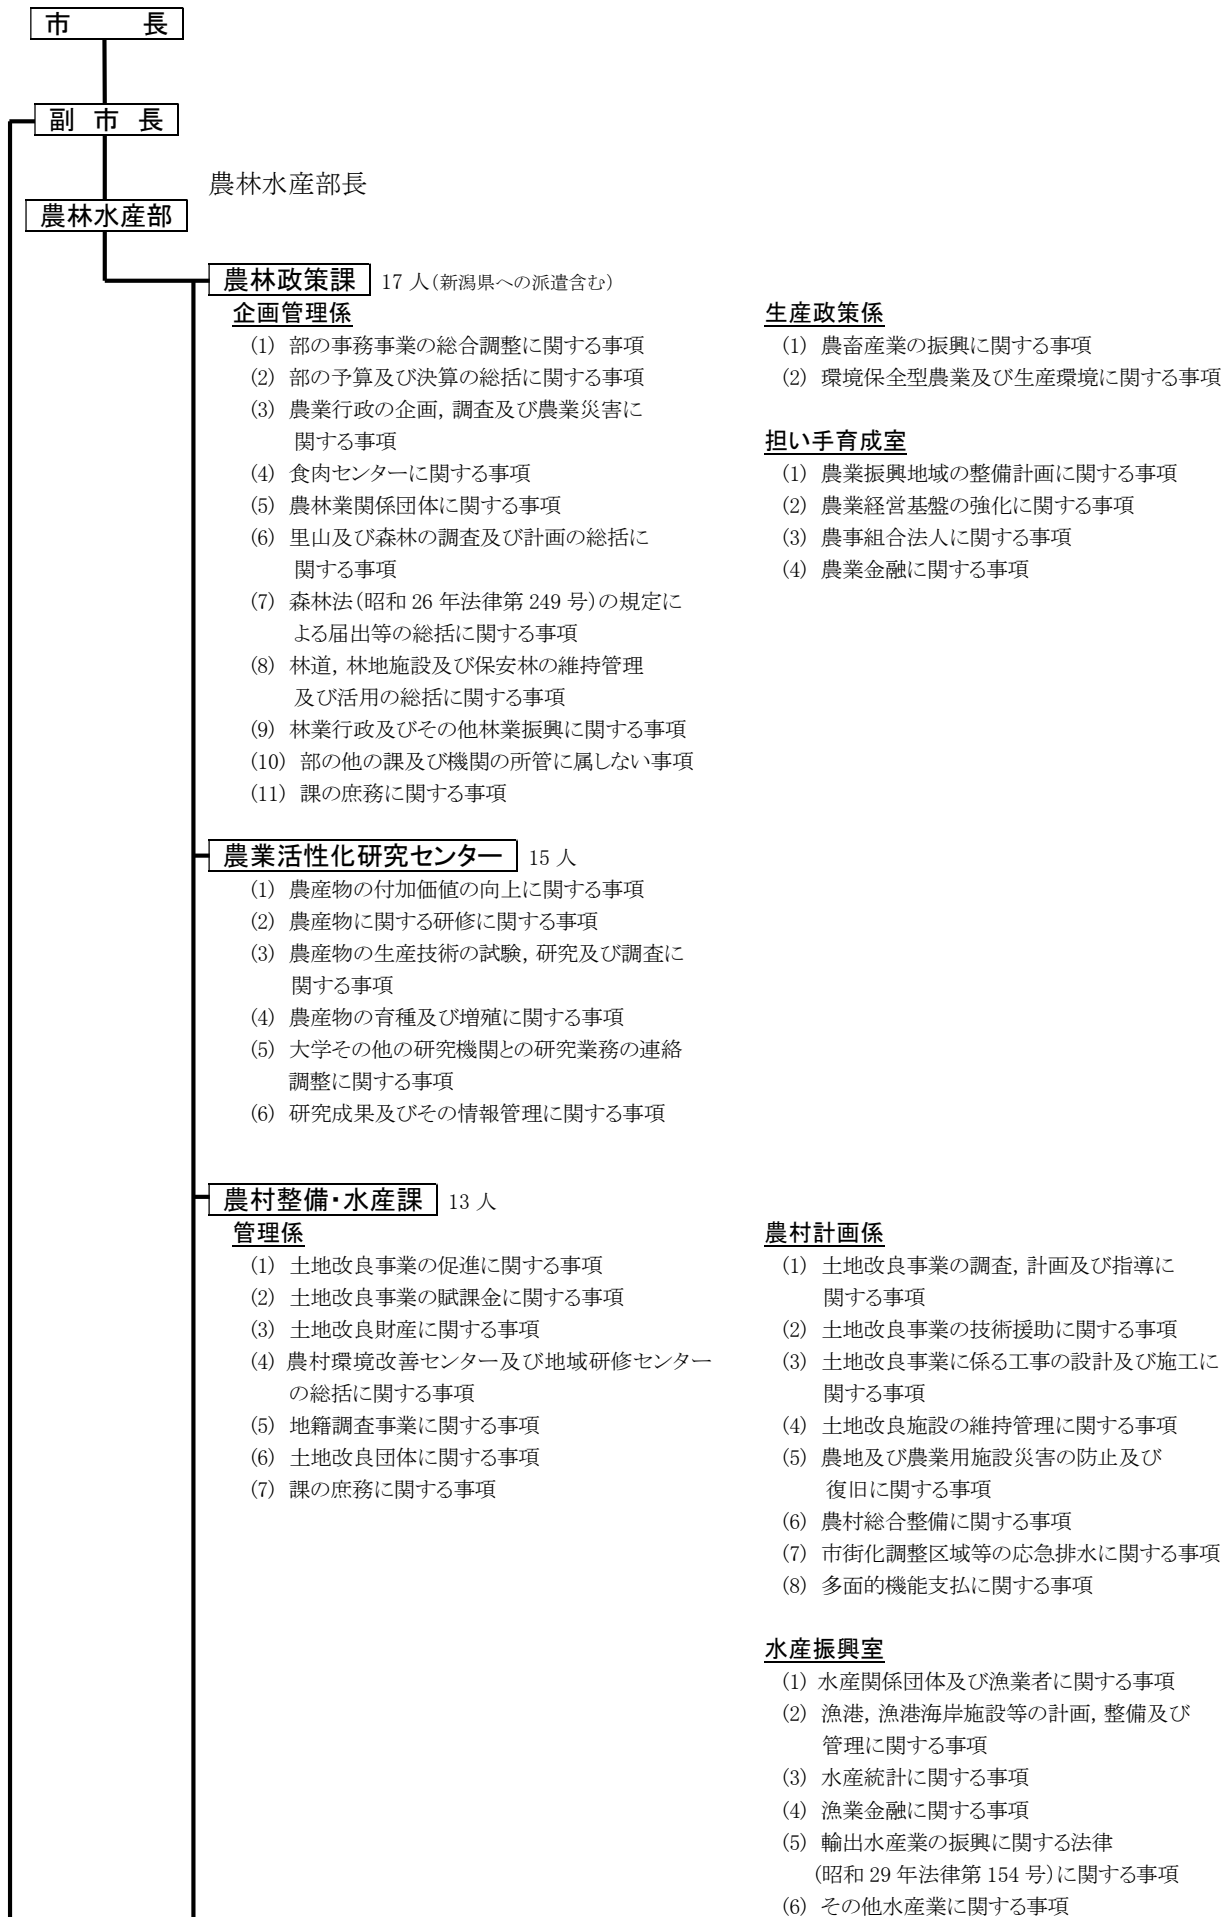 市　　長
副 市 長
農林水産部長
農林水産部
農林政策課 17 人（新潟県への派遣含む）
企画管理係
(1) 部の事務事業の総合調整に関する事項
(2) 部の予算及び決算の総括に関する事項
(3) 農業行政の企画，調査及び農業災害に
関する事項
(4) 食肉センターに関する事項
(5) 農林業関係団体に関する事項
(6) 里山及び森林の調査及び計画の総括に
関する事項
(7) 森林法（昭和 26 年法律第 249 号）の規定に
よる届出等の総括に関する事項
(8) 林道，林地施設及び保安林の維持管理
及び活用の総括に関する事項
(9) 林業行政及びその他林業振興に関する事項
(10) 部の他の課及び機関の所管に属しない事項
(11) 課の庶務に関する事項
生産政策係
(1) 農畜産業の振興に関する事項
(2) 環境保全型農業及び生産環境に関する事項
担い手育成室
(1) 農業振興地域の整備計画に関する事項
(2) 農業経営基盤の強化に関する事項
(3) 農事組合法人に関する事項
(4) 農業金融に関する事項
農業活性化研究センター 15 人
(1) 農産物の付加価値の向上に関する事項
(2) 農産物に関する研修に関する事項
(3) 農産物の生産技術の試験，研究及び調査に
関する事項
(4) 農産物の育種及び増殖に関する事項
(5) 大学その他の研究機関との研究業務の連絡
調整に関する事項
(6) 研究成果及びその情報管理に関する事項
農村整備・水産課 13 人
管理係
(1) 土地改良事業の促進に関する事項
(2) 土地改良事業の賦課金に関する事項
(3) 土地改良財産に関する事項
(4) 農村環境改善センター及び地域研修センター
の総括に関する事項
(5) 地籍調査事業に関する事項
(6) 土地改良団体に関する事項
(7) 課の庶務に関する事項
農村計画係
(1) 土地改良事業の調査，計画及び指導に
関する事項
(2) 土地改良事業の技術援助に関する事項
(3) 土地改良事業に係る工事の設計及び施工に
関する事項
(4) 土地改良施設の維持管理に関する事項
(5) 農地及び農業用施設災害の防止及び
復旧に関する事項
(6) 農村総合整備に関する事項
(7) 市街化調整区域等の応急排水に関する事項
(8) 多面的機能支払に関する事項
水産振興室
(1) 水産関係団体及び漁業者に関する事項
(2) 漁港，漁港海岸施設等の計画，整備及び
管理に関する事項
(3) 水産統計に関する事項
(4) 漁業金融に関する事項
(5) 輸出水産業の振興に関する法律
（昭和 29 年法律第 154 号）に関する事項
(6) その他水産業に関する事項